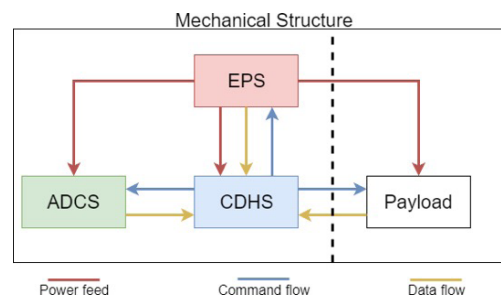 Mechanical Structure
EPS
ADCS
CDHS
Payload
Power feed
Command flow
Data flow